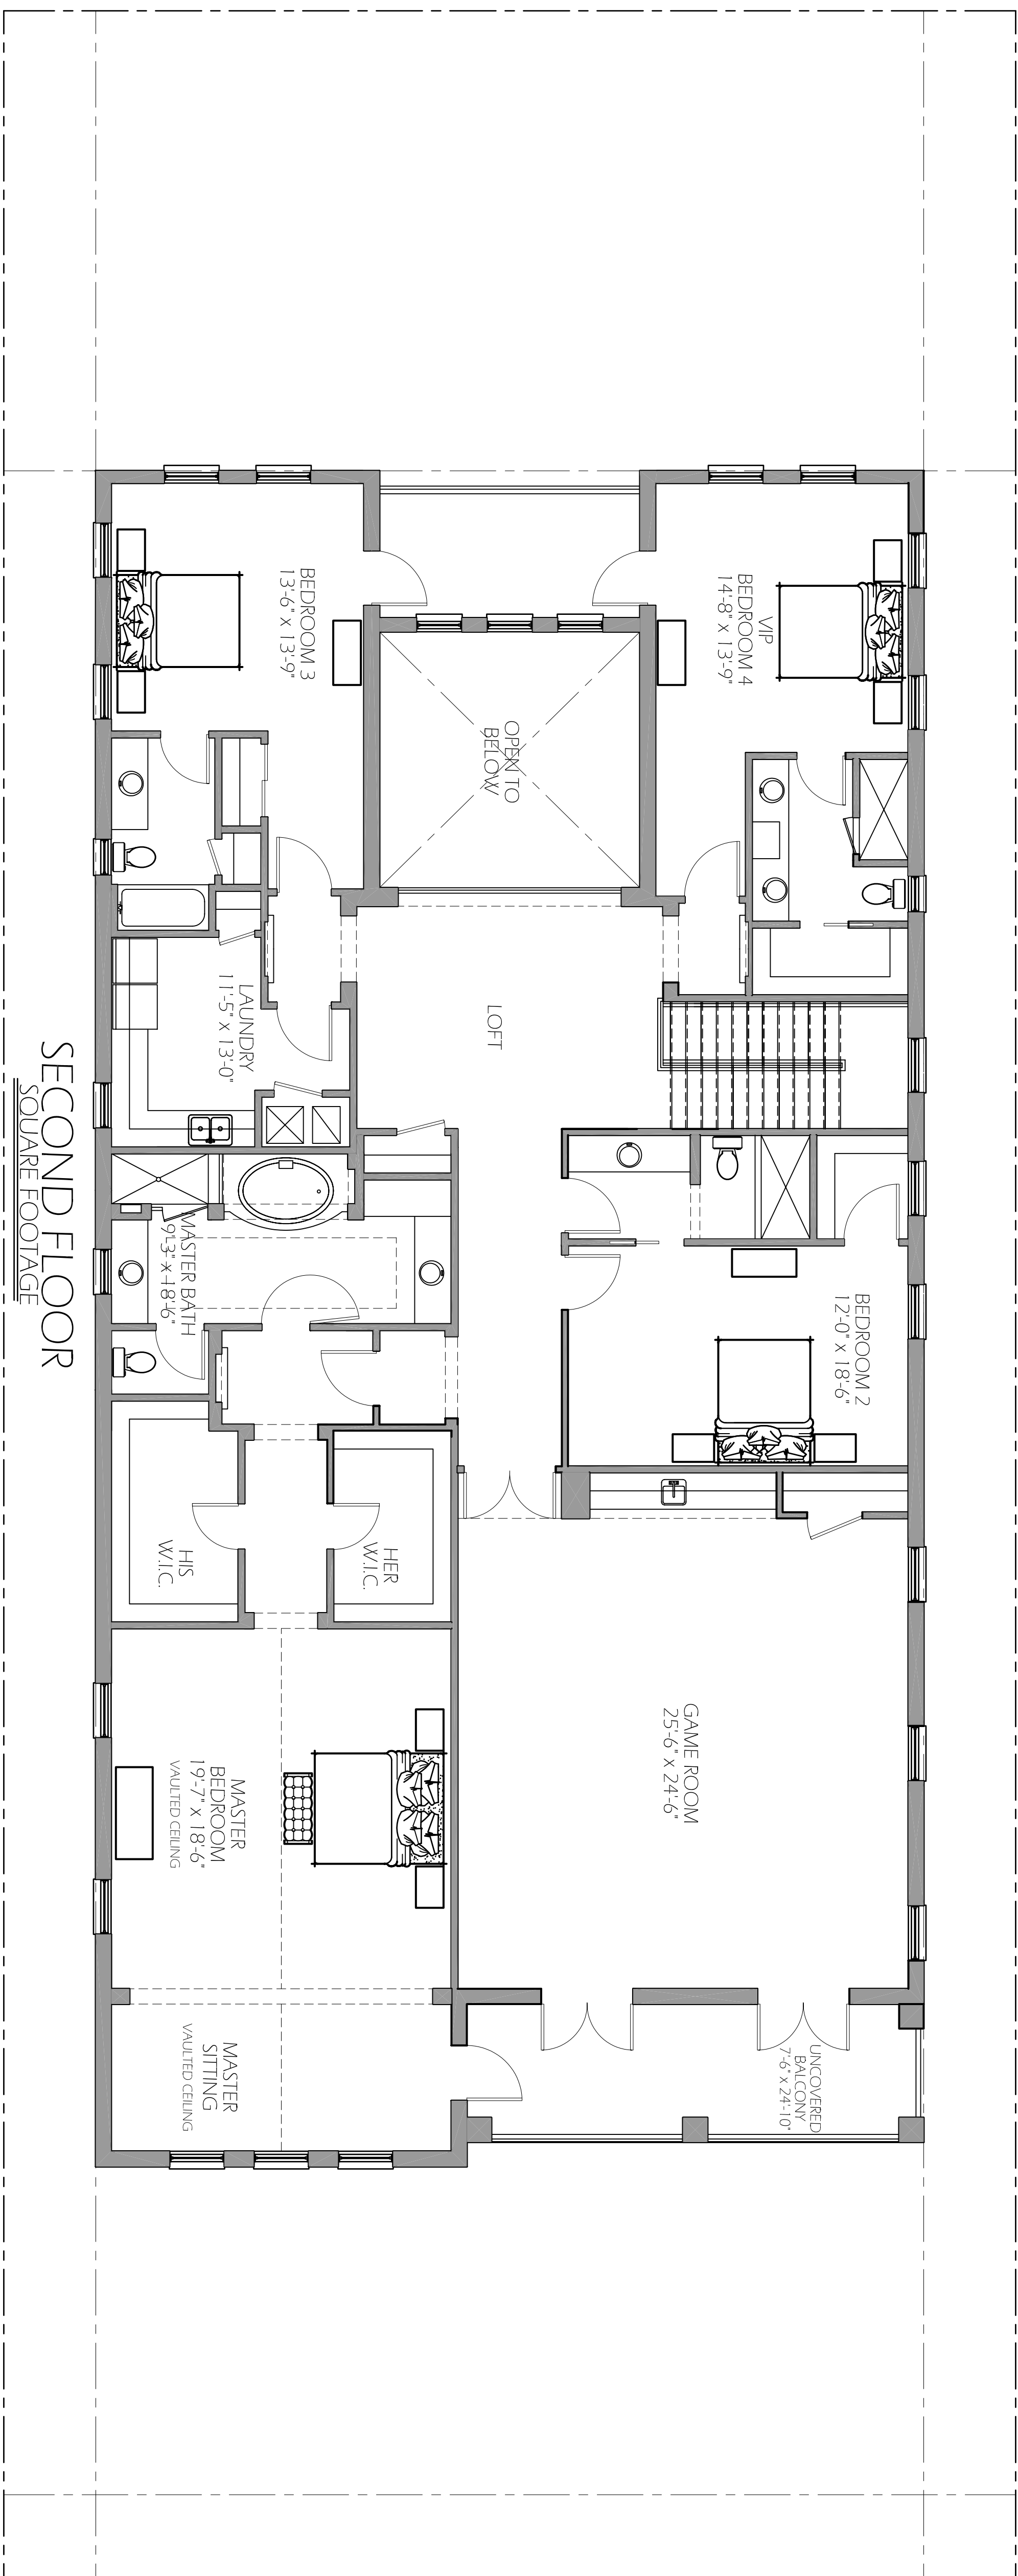 VIP
BEDROOM 4
14'-8" X 13'-9"
BEDROOM 3
13'-6" X 13'-9"
OPEN TO
BELOW
LOFT
LAUNDRY
11'-5" X 13'-0"
BEDROOM 2
12'-0" X 18'-6"
MASTER BATH
9'-3" X 18'-6"
HER
W.I.C.
HIS
W.I.C.
GAME ROOM
25'-6" X 24'-6"
MASTER
BEDROOM
19'-7" X 18'-6"
VAULTED CEILING
UNCOVERED
BALCONY
7'-6" X 24'-10"
MASTER
SITTING
VAULTED CEILING
SECOND FLOOR
SQUARE FOOTAGE